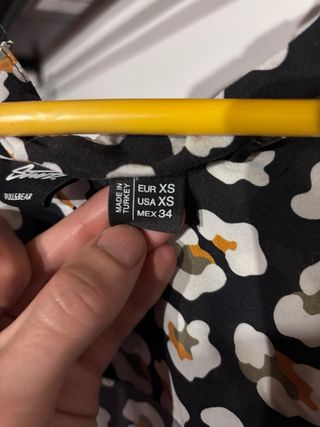 PULL&BEAR
MADE IN
TURKEY
EUR XS
USA XS
MEX 34